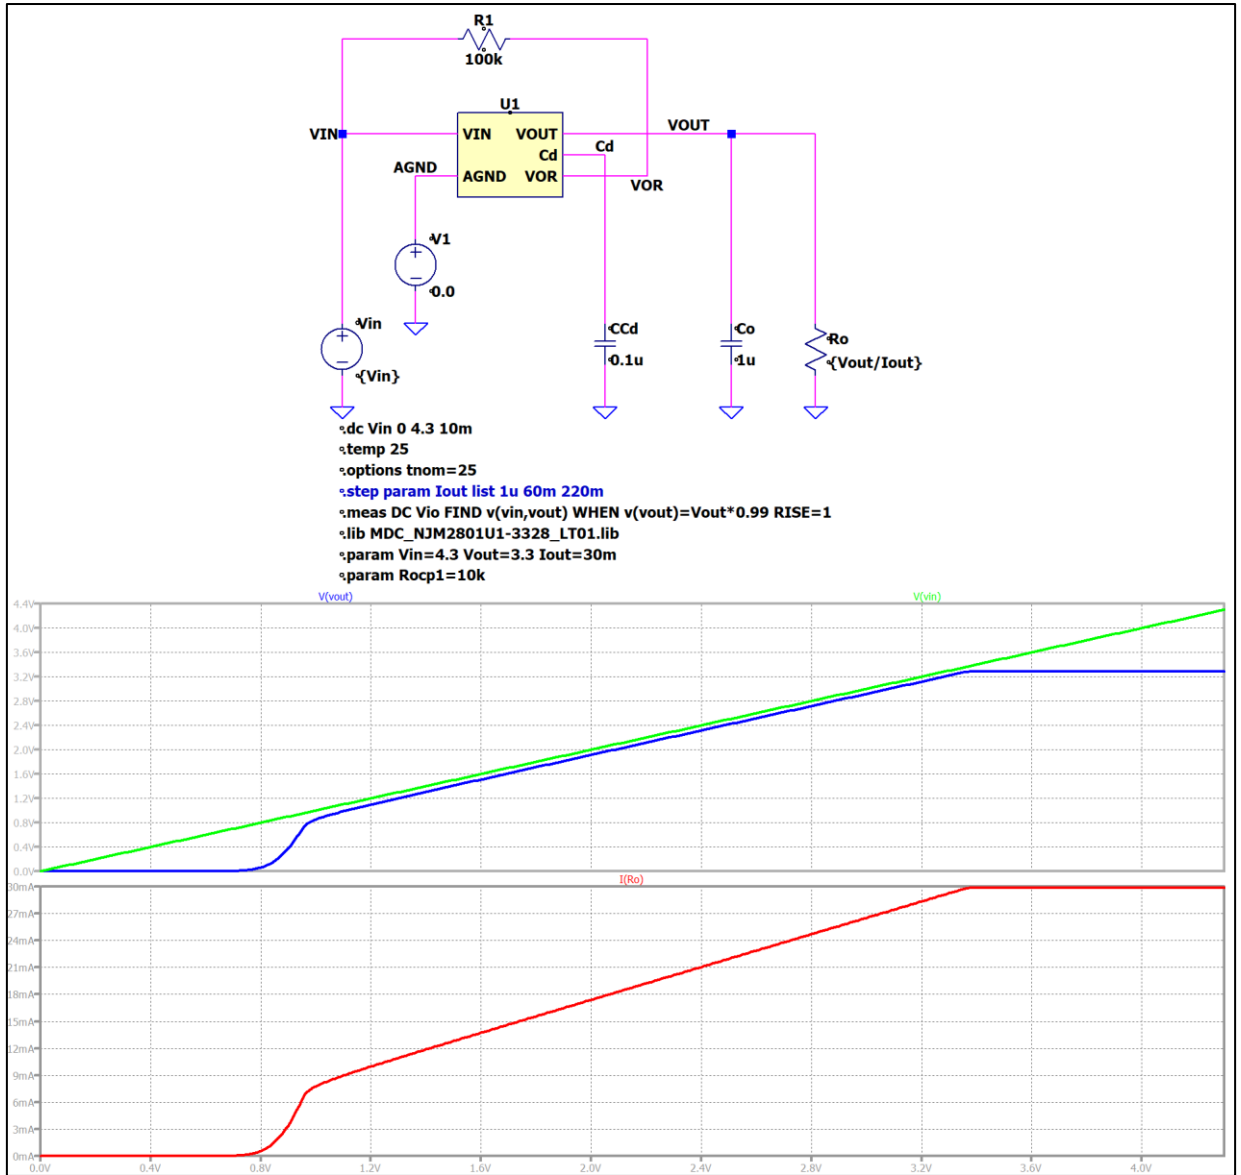 R1
100k
U1
VIN
VIN
VOUT
VOUT
Cd
Cd
AGND
AGND
VOR
VOR
V1
0.0
Vin
{Vin}
CCd
0.1u
Co
1u
Ro
{Vout/Iout}
.dc Vin 0 4.3 10m
.temp 25
.options tnom=25
.step param Iout list 1u 60m 220m
.meas DC Vio FIND v(vin,vout) WHEN v(vout)=Vout*0.99 RISE=1
.lib MDC_NJM2801U1-3328_LT01.lib
.param Vin=4.3 Vout=3.3 Iout=30m
.param Rocp1=10k
V(vout)
V(vin)
4.4V
4.0V
3.6V
3.2V
2.8V
2.4V
2.0V
1.6V
1.2V
0.8V
0.4V
0.0V
I(Ro)
30mA
27mA
24mA
21mA
18mA
15mA
12mA
9mA
6mA
3mA
0mA
0.0V 0.4V 0.8V 1.2V 1.6V 2.0V 2.4V 2.8V 3.2V 3.6V 4.0V